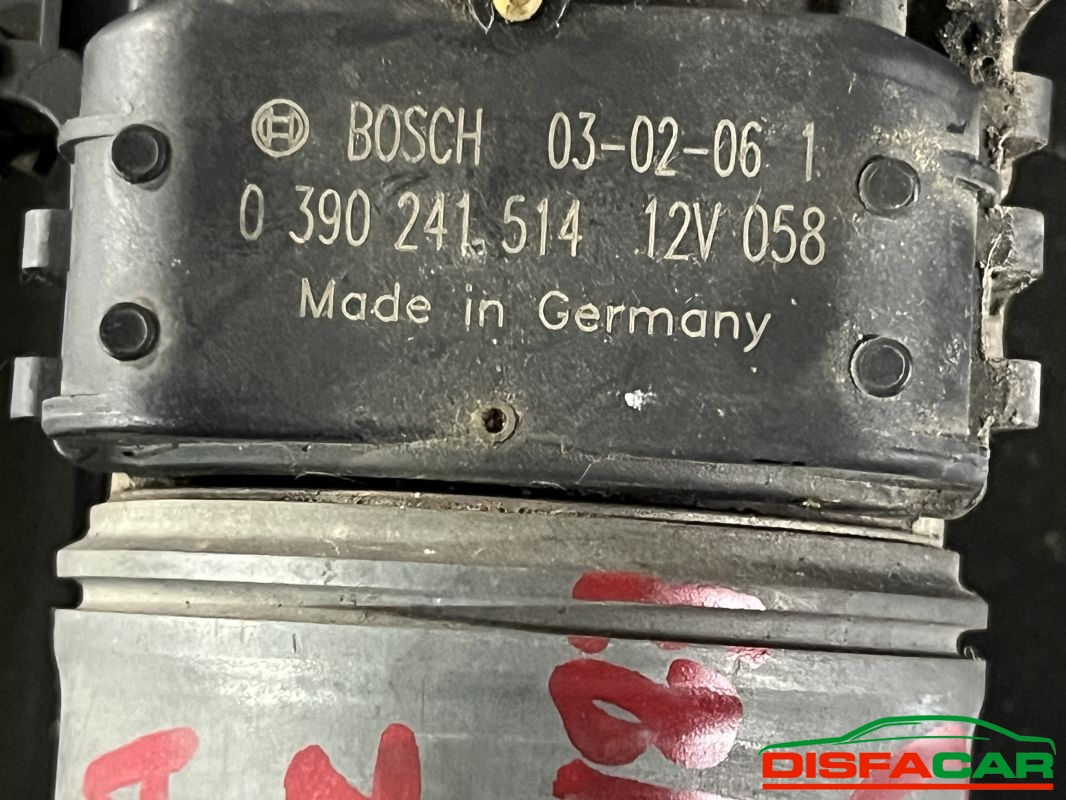 BOSCH 03-02-06 1
0 390 241 514 12V 058
Made in Germany
DISFACAR